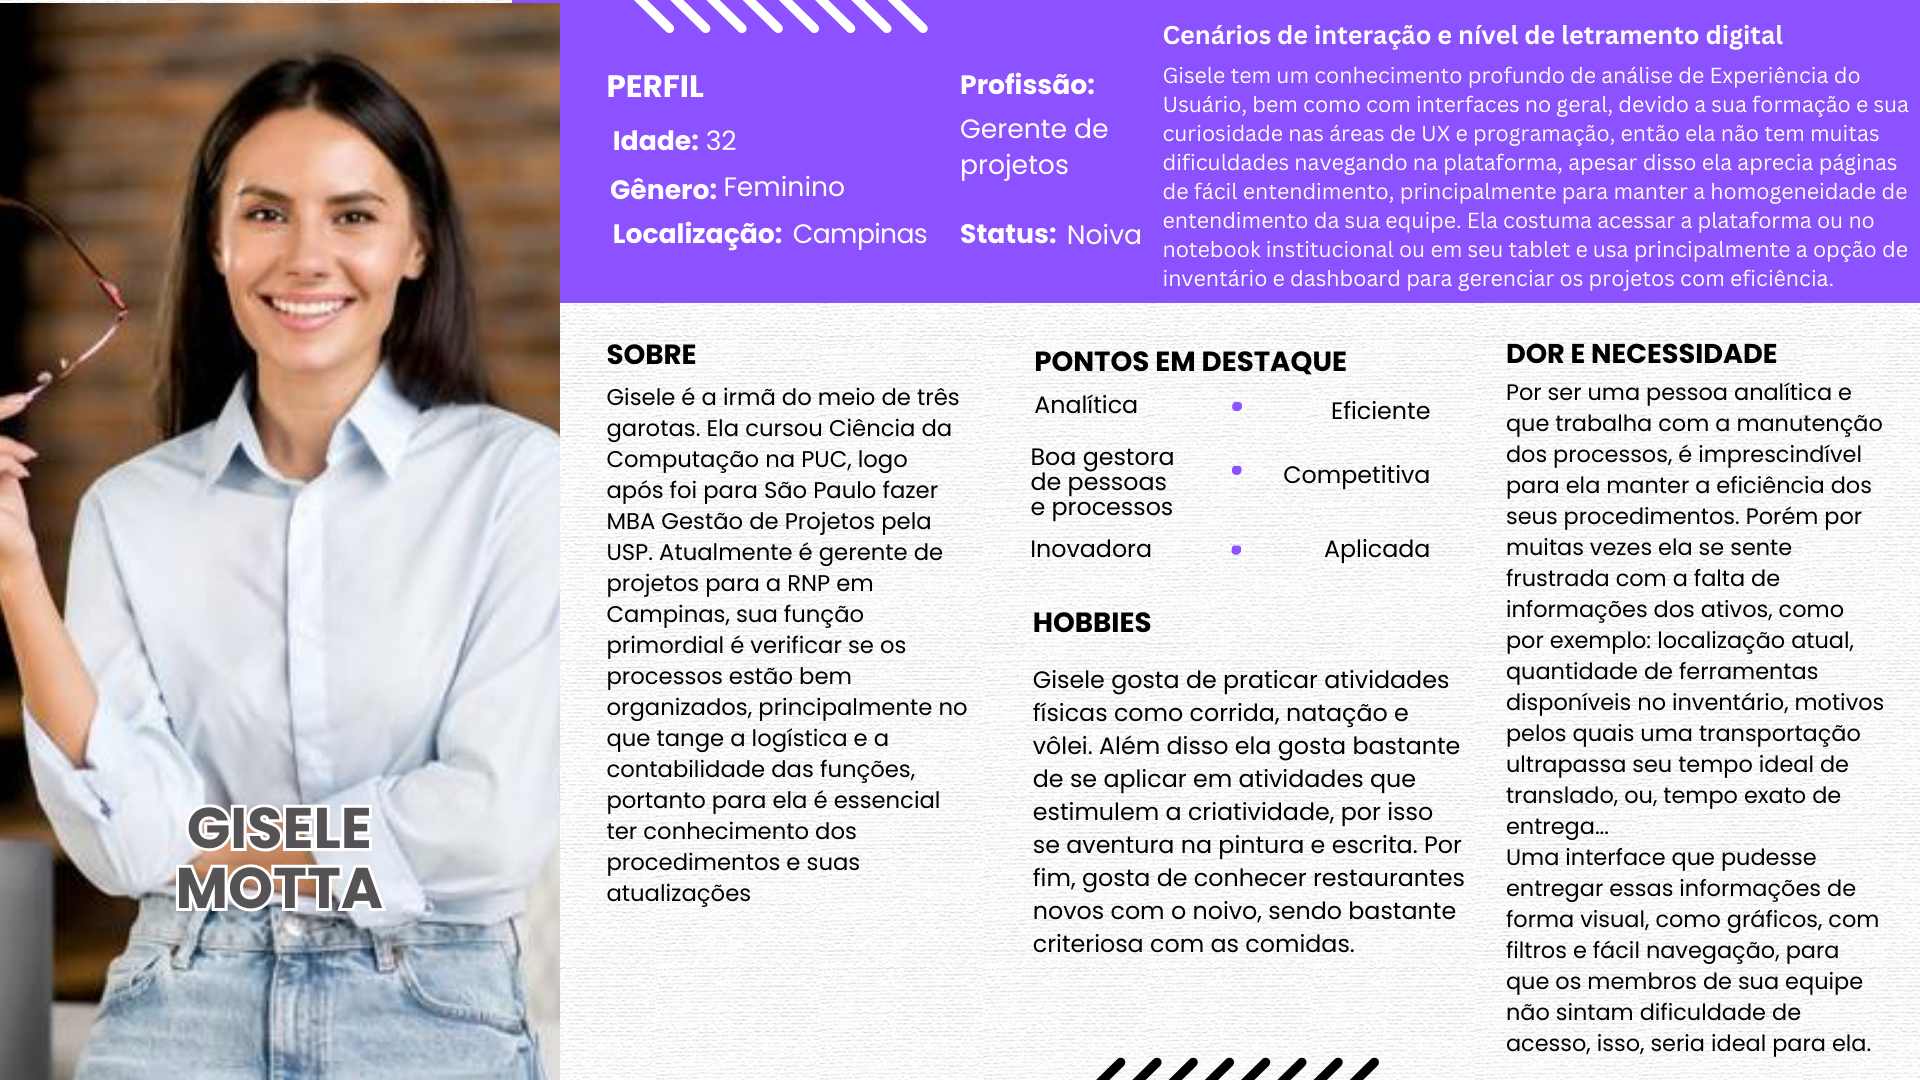 GISELE
MOTTA
PERFIL
Idade: 32
Gênero: Feminino
Localização: Campinas
Profissão:
Gerente de
projetos
Status: Noiva
Cenários de interação e nível de letramento digital
Gisele tem um conhecimento profundo de análise de Experiência do
Usuário, bem como com interfaces no geral, devido a sua formação e sua
curiosidade nas áreas de UX e programação, então ela não tem muitas
dificuldades navegando na plataforma, apesar disso ela aprecia páginas
de fácil entendimento, principalmente para manter a homogeneidade de
entendimento da sua equipe. Ela costuma acessar a plataforma ou no
notebook institucional ou em seu tablet e usa principalmente a opção de
inventário e dashboard para gerenciar os projetos com eficiência.
SOBRE
Gisele é a irmã do meio de três
garotas. Ela cursou Ciência da
Computação na PUC, logo
após foi para São Paulo fazer
MBA Gestão de Projetos pela
USP. Atualmente é gerente de
projetos para a RNP em
Campinas, sua função
primordial é verificar se os
processos estão bem
organizados, principalmente no
que tange a logística e a
contabilidade das funções,
portanto para ela é essencial
ter conhecimento dos
procedimentos e suas
atualizações
PONTOS EM DESTAQUE
Analítica • Eficiente
Boa gestora
de pessoas
e processos
• Competitiva
Inovadora • Aplicada
HOBBIES
Gisele gosta de praticar atividades
físicas como corrida, natação e
vôlei. Além disso ela gosta bastante
de se aplicar em atividades que
estimulem a criatividade, por isso
se aventura na pintura e escrita. Por
fim, gosta de conhecer restaurantes
novos com o noivo, sendo bastante
criteriosa com as comidas.
DOR E NECESSIDADE
Por ser uma pessoa analítica e
que trabalha com a manutenção
dos processos, é imprescindível
para ela manter a eficiência dos
seus procedimentos. Porém por
muitas vezes ela se sente
frustrada com a falta de
informações dos ativos, como
por exemplo: localização atual,
quantidade de ferramentas
disponíveis no inventário, motivos
pelos quais uma transportação
ultrapassa seu tempo ideal de
translado, ou, tempo exato de
entrega...
Uma interface que pudesse
entregar essas informações de
forma visual, como gráficos, com
filtros e fácil navegação, para
que os membros de sua equipe
não sintam dificuldade de
acesso, isso, seria ideal para ela.